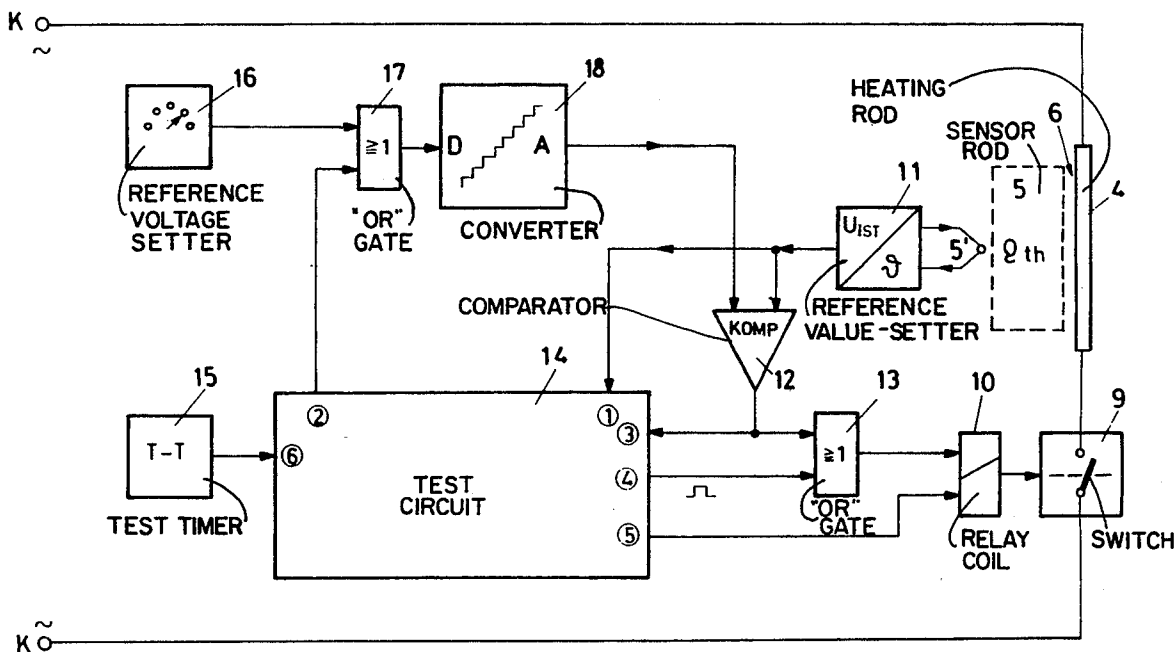 K
~
16
17
18
HEATING
ROD
6
SENSOR
ROD
≧1
D
A
11
5
4
REFERENCE
VOLTAGE
SETTER
"OR"
GATE
CONVERTER
U IST
ϑ
5'
Ωth
COMPARATOR
REFERENCE
VALUE-SETTER
KOMP
14
12
13
10
9
15
②
①
③
T-T
⑥
≧1
④
TEST
CIRCUIT
TEST TIMER
"OR"
GATE
⑤
RELAY
COIL
SWITCH
~
K